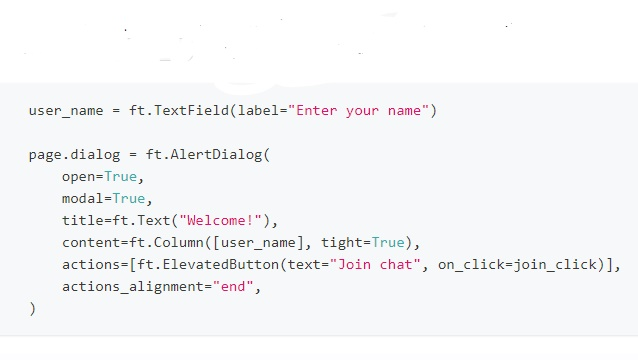 user_name = ft.TextField(label="Enter your name")
page.dialog = ft.AlertDialog(
    open=True,
    modal=True,
    title=ft.Text("Welcome!"),
    content=ft.Column([user_name], tight=True),
    actions=[ft.ElevatedButton(text="Join chat", on_click=join_click)],
    actions_alignment="end",
)